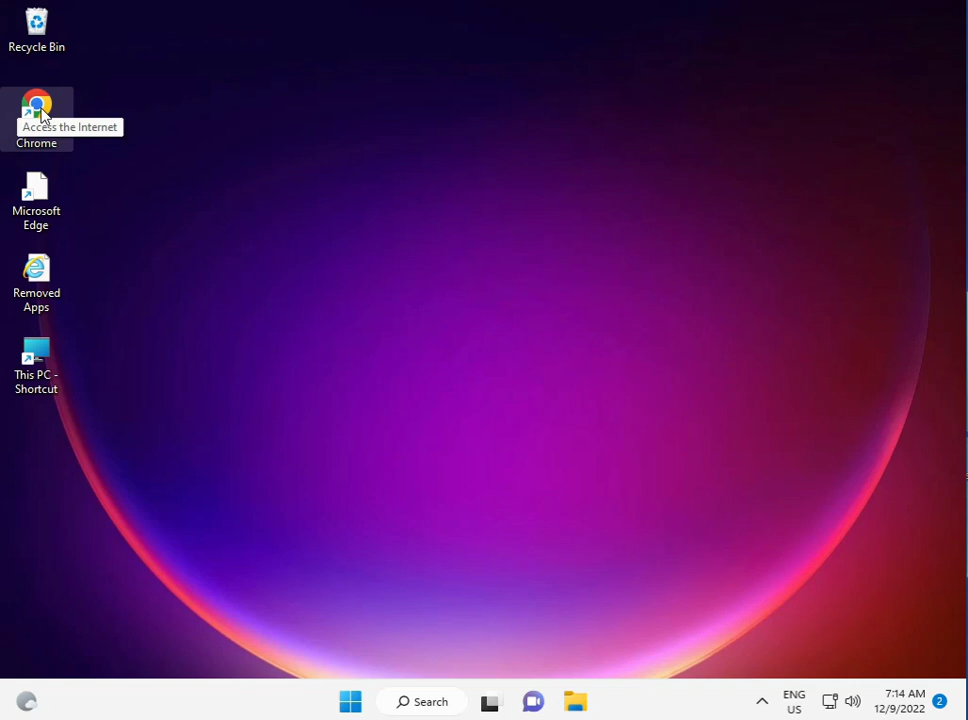 Recycle Bin
Access the Internet
Chrome
Microsoft
Edge
Removed
Apps
This PC -
Shortcut
Search
ENG
US
7:14 AM
12/9/2022
2